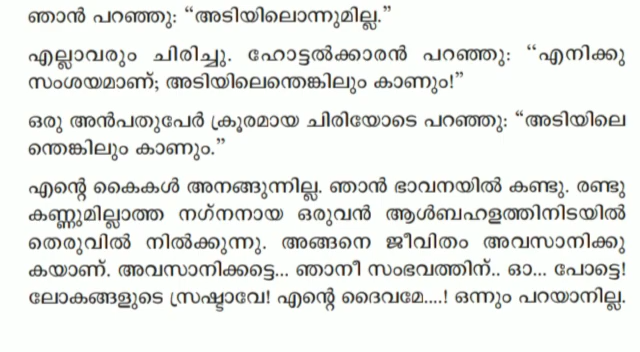 ഞാൻ പറഞ്ഞു: “അടിയിലൊന്നുമില്ല.”
എല്ലാവരും ചിരിച്ചു. ഹോട്ടൽക്കാരൻ പറഞ്ഞു: “എനിക്കു
സംശയമാണ്; അടിയിലെന്തെങ്കിലും കാണും!”
ഒരു അൻപതുപേർ ക്രൂരമായ ചിരിയോടെ പറഞ്ഞു: “അടിയിലെ
ന്തെങ്കിലും കാണും.”
എന്റെ കൈകൾ അനങ്ങുന്നില്ല. ഞാൻ ഭാവനയിൽ കണ്ടു. രണ്ടു
കണ്ണുമില്ലാത്ത നഗ്നനായ ഒരുവൻ ആൾബഹളത്തിനിടയിൽ
തെരുവിൽ നിൽക്കുന്നു. അങ്ങനെ ജീവിതം അവസാനിക്കു
കയാണ്. അവസാനിക്കട്ടെ... ഞാനീ സംഭവത്തിന്.. ഓ... പോട്ടെ!
ലോകങ്ങളുടെ സ്രഷ്ടാവേ! എന്റെ ദൈവമേ....! ഒന്നും പറയാനില്ല.